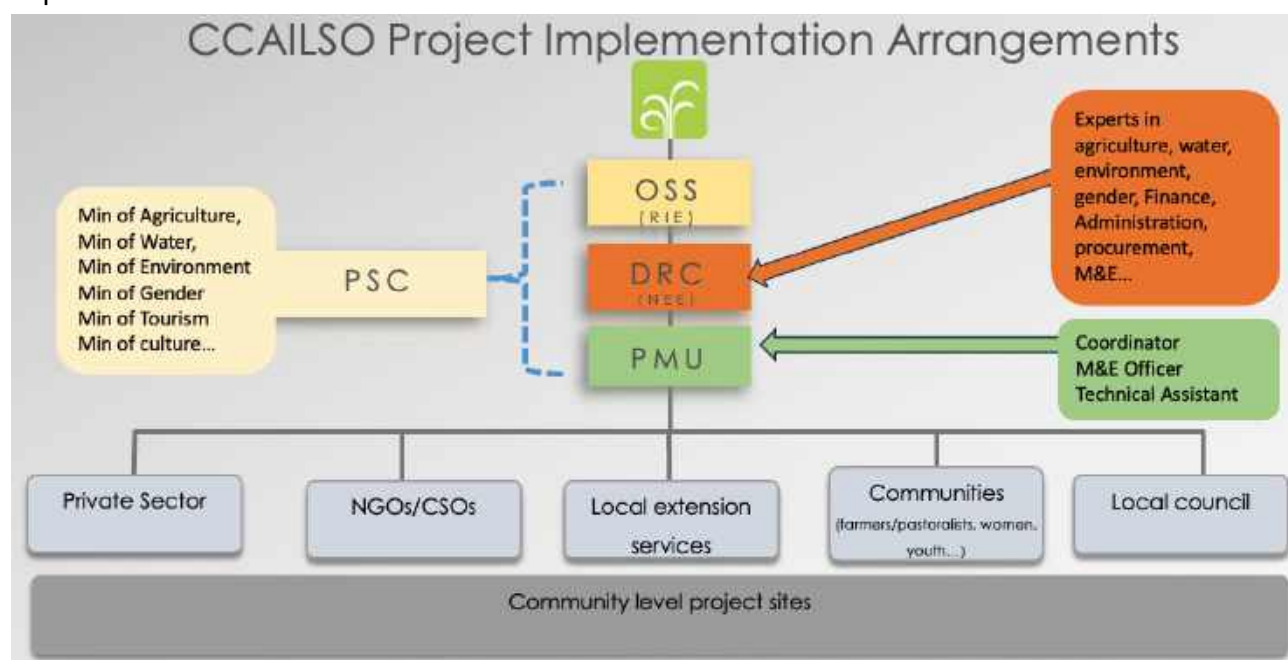 CCAILSO Project Implementation Arrangements
af
OSS
(RIE)
DRC
(NEE)
PMU
PSC
Min of Agriculture,
Min of Water,
Min of Environment
Min of Gender
Min of Tourism
Min of culture...
Experts in
agriculture, water,
environment,
gender, Finance,
Administration,
procurement,
M&E...
Coordinator
M&E Officer
Technical Assistant
Private Sector
NGOs/CSOs
Local extension
services
Communities
(farmers/pastoralists, women,
youth...)
Local council
Community level project sites